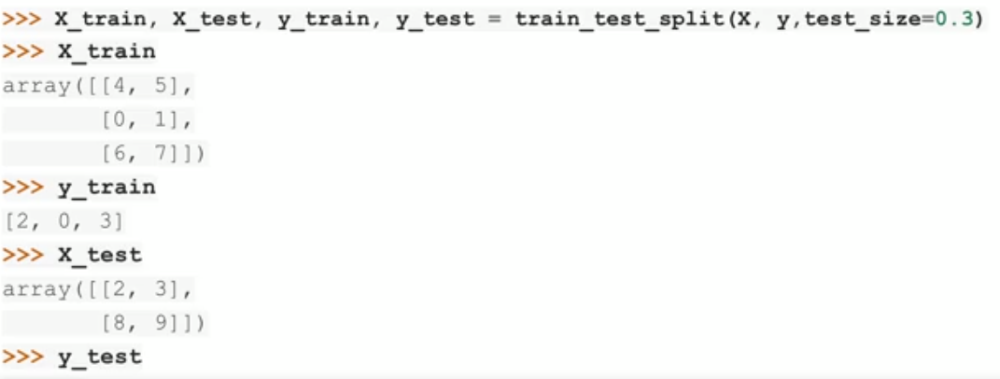 >>> X_train, X_test, y_train, y_test = train_test_split(X, y,test_size=0.3)
>>> X_train
array([[4, 5],
       [0, 1],
       [6, 7]])
>>> y_train
[2, 0, 3]
>>> X_test
array([[2, 3],
       [8, 9]])
>>> y_test